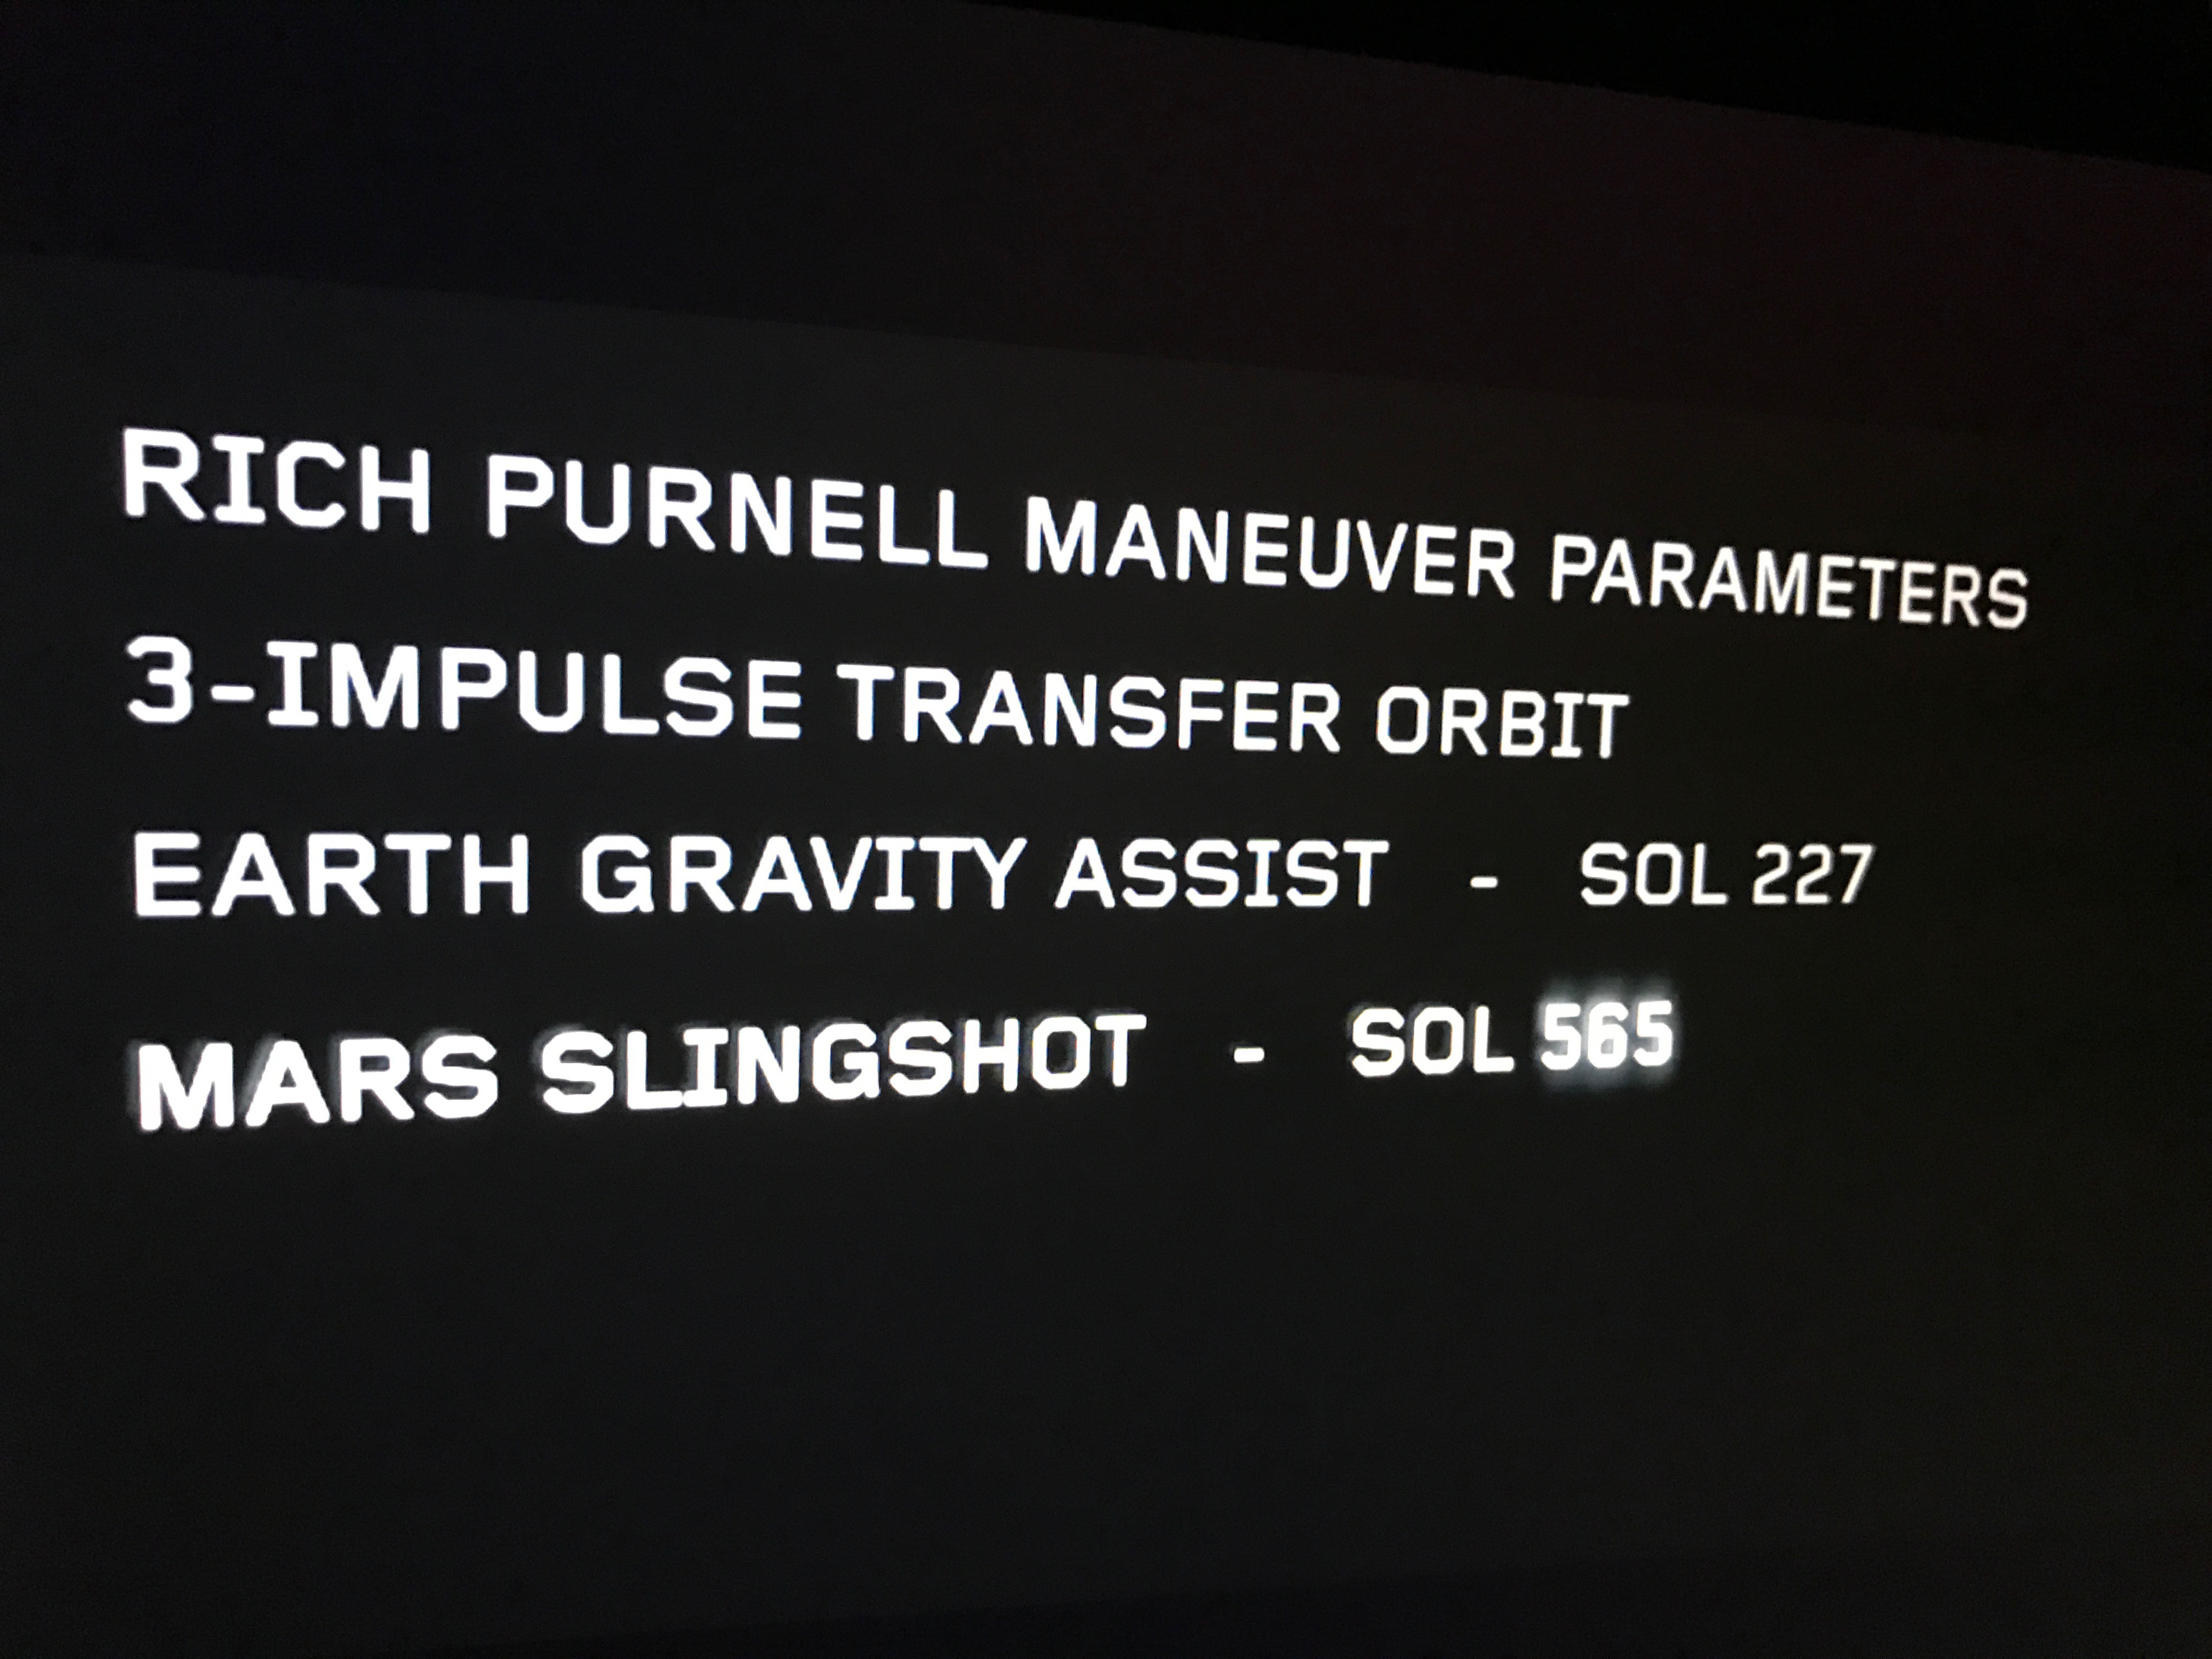 RICH PURNELL MANEUVER PARAMETERS
3-IMPULSE TRANSFER ORBIT
EARTH GRAVITY ASSIST - SOL 227
MARS SLINGSHOT - SOL 565